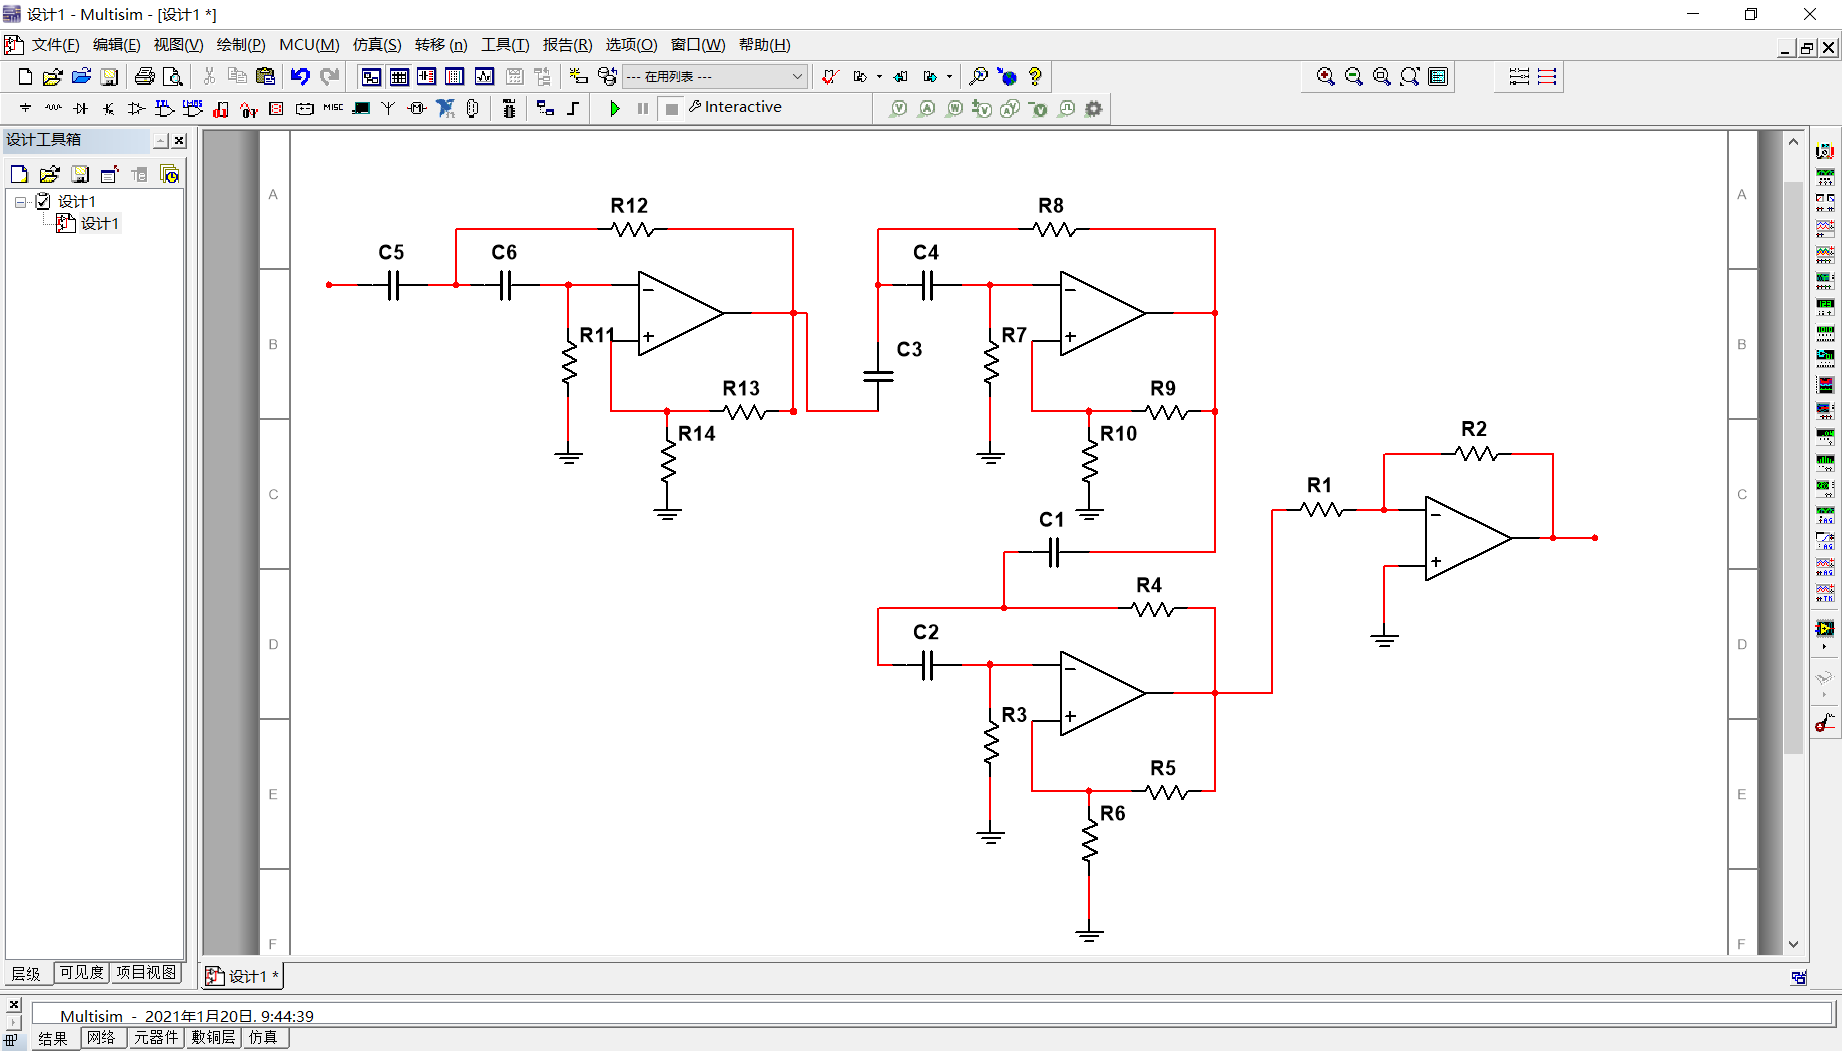 设计1 - Multisim - [设计1 *]
文件(F) 编辑(E) 视图(V) 绘制(P) MCU(M) 仿真(S) 转移 (n) 工具(T) 报告(R) 选项(O) 窗口(W) 帮助(H)
--- 在用列表 ---
MISC
Interactive
设计工具箱
设计1
设计1
A
A
R12
R8
C5
C6
C4
R11
R7
B
B
C3
R13
R9
R14
R10
R2
R1
C
C
C1
R4
C2
D
D
R3
R5
E
E
R6
F
F
层级 可见度 项目视图
设计1 *
Multisim - 2021年1月20日, 9:44:39
结果 网络 元器件 敷铜层 仿真